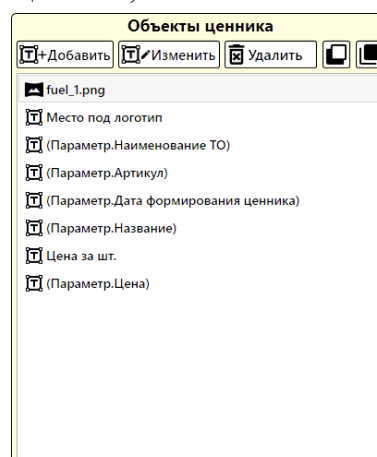 Объекты ценника
+Добавить Изменить Удалить
fuel_1.png
Место под логотип
(Параметр.Наименование ТО)
(Параметр.Артикул)
(Параметр.Дата формирования ценника)
(Параметр.Название)
Цена за шт.
(Параметр.Цена)